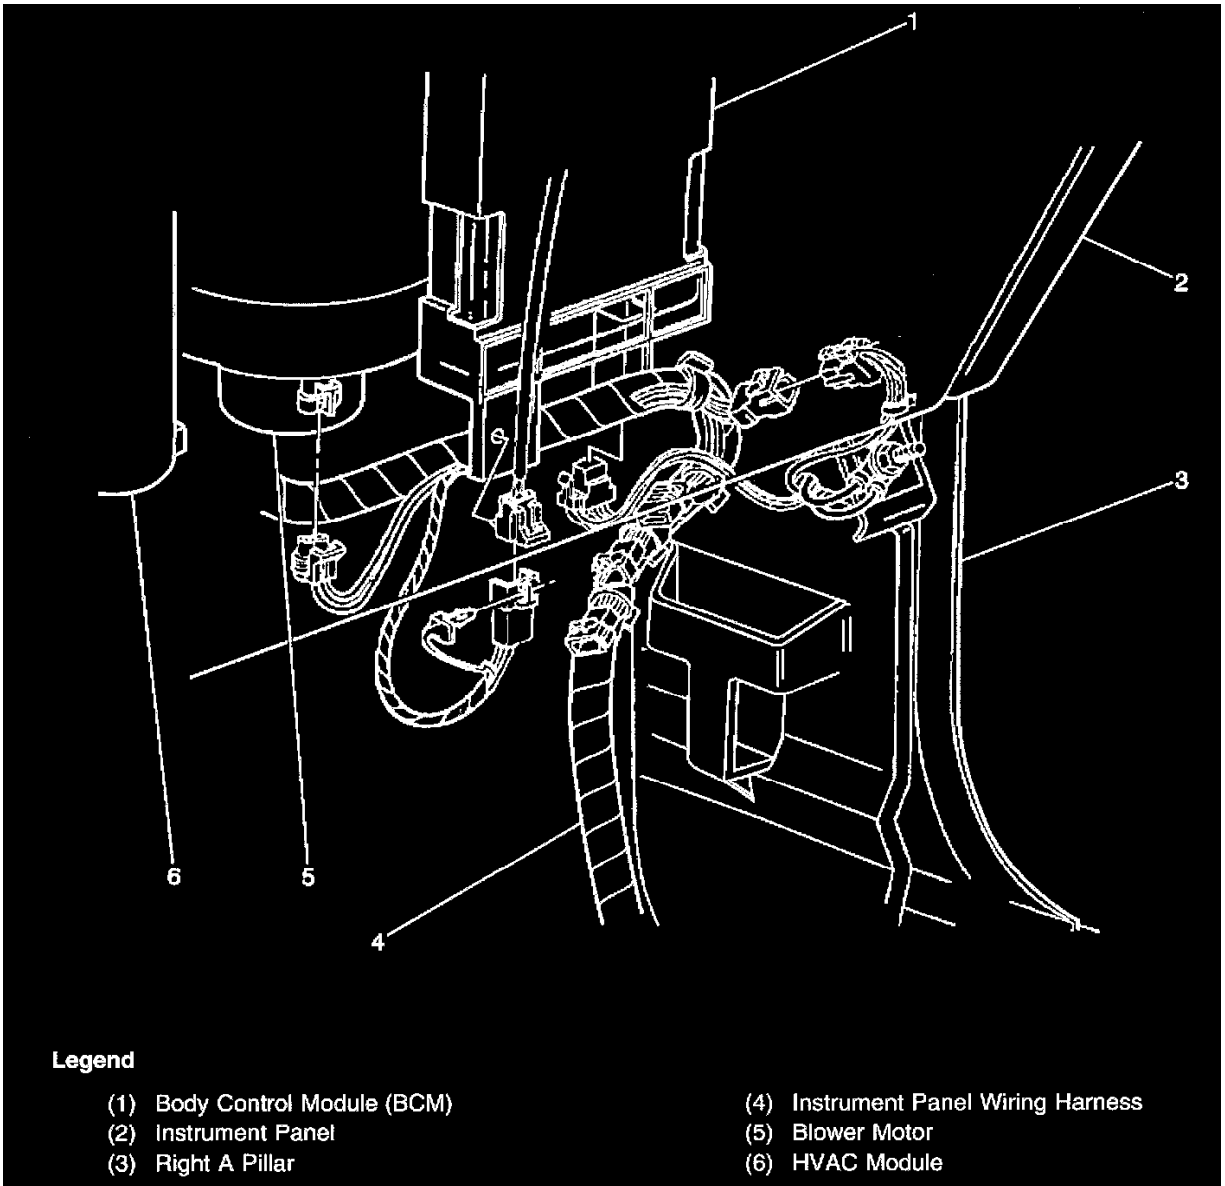 1
2
3
6
5
4
Legend
(1) Body Control Module (BCM)
(2) Instrument Panel
(3) Right A Pillar
(4) Instrument Panel Wiring Harness
(5) Blower Motor
(6) HVAC Module